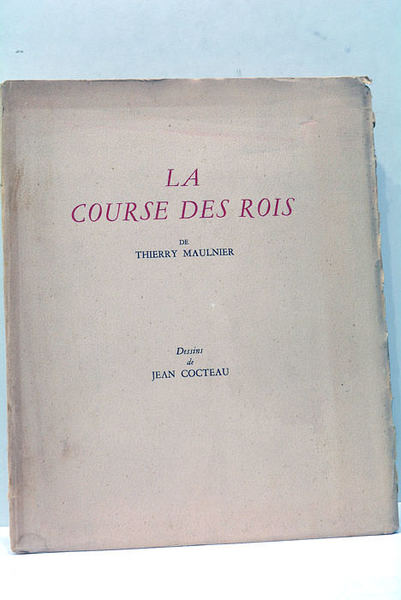 LA
COURSE DES ROIS
DE
THIERRY MAULNIER
Dessins
de
JEAN COCTEAU